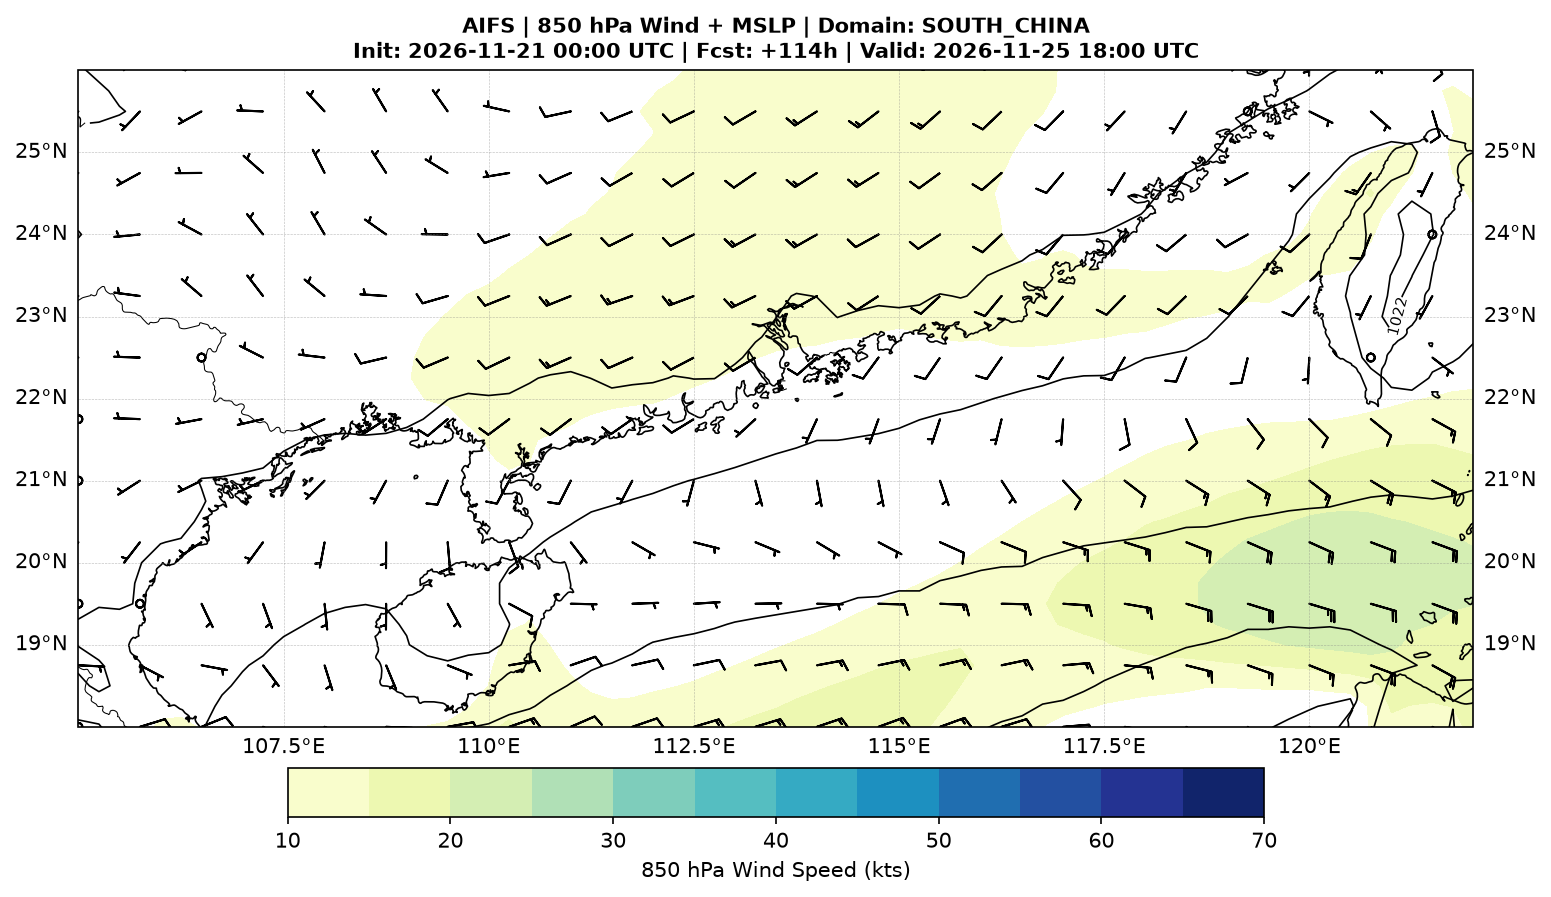 AIFS | 850 hPa Wind + MSLP | Domain: SOUTH_CHINA
Init: 2026-11-21 00:00 UTC | Fcst: +114h | Valid: 2026-11-25 18:00 UTC
25°N 25°N
24°N 24°N
23°N 1022 23°N
22°N 22°N
21°N 21°N
20°N 20°N
19°N 19°N
107.5°E 110°E 112.5°E 115°E 117.5°E 120°E
10 20 30 40 50 60 70
850 hPa Wind Speed (kts)